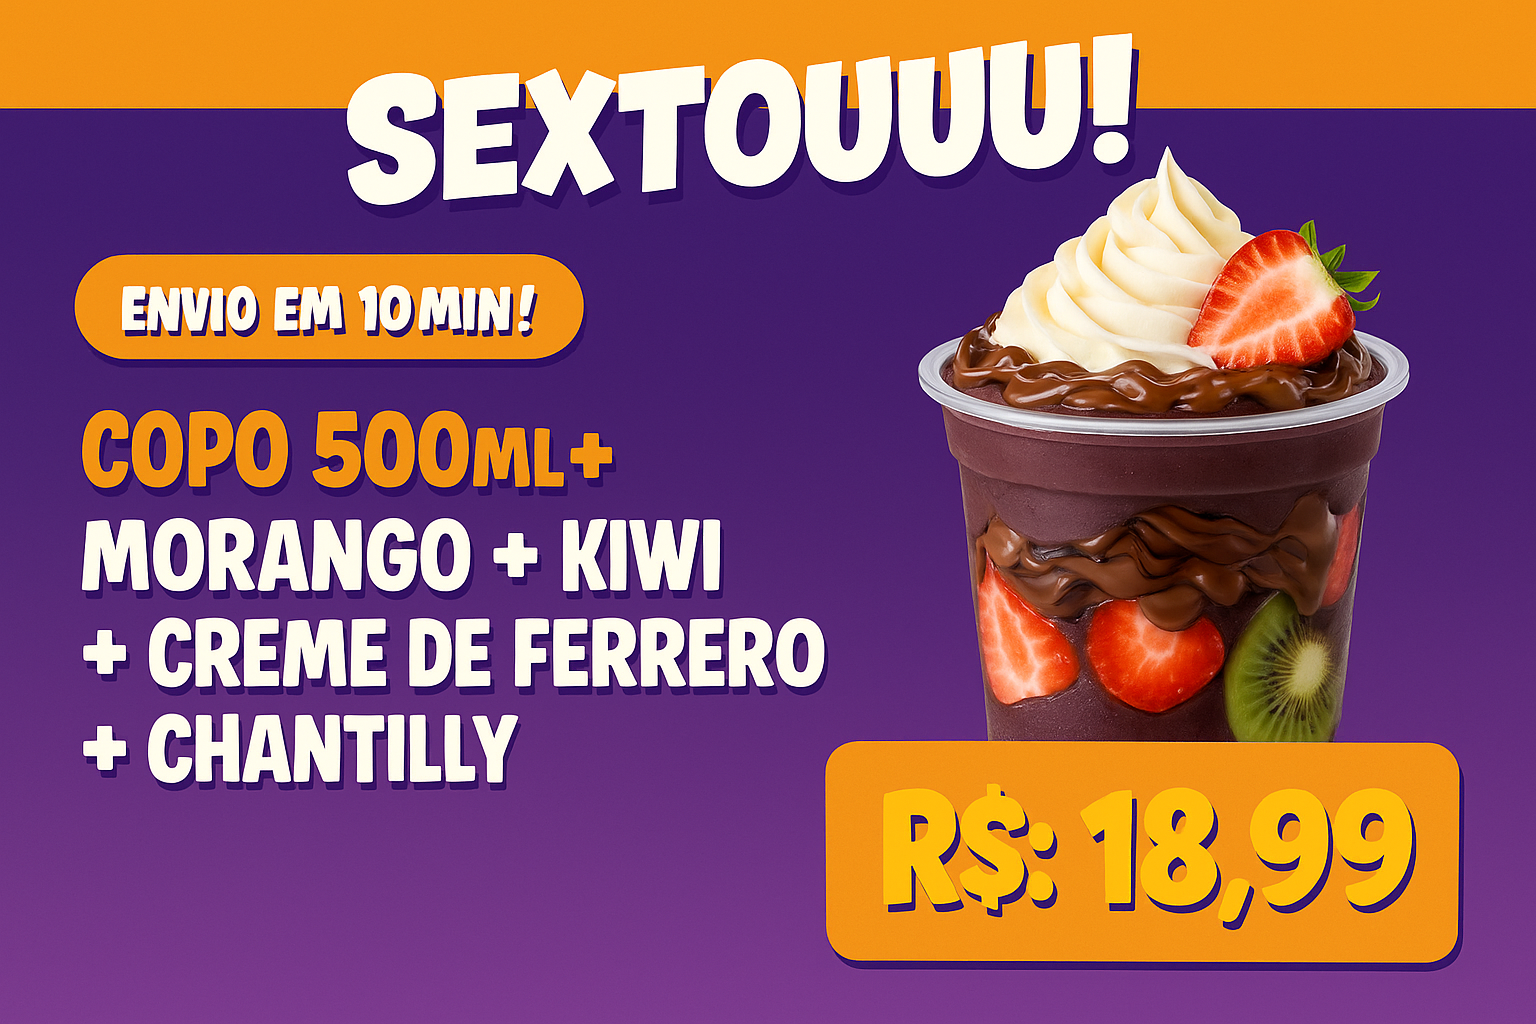 SEXTOUUU!
ENVIO EM 10 MIN!
COPO 500ML+
MORANGO + KIWI
+ CREME DE FERRERO
+ CHANTILLY
R$: 18,99